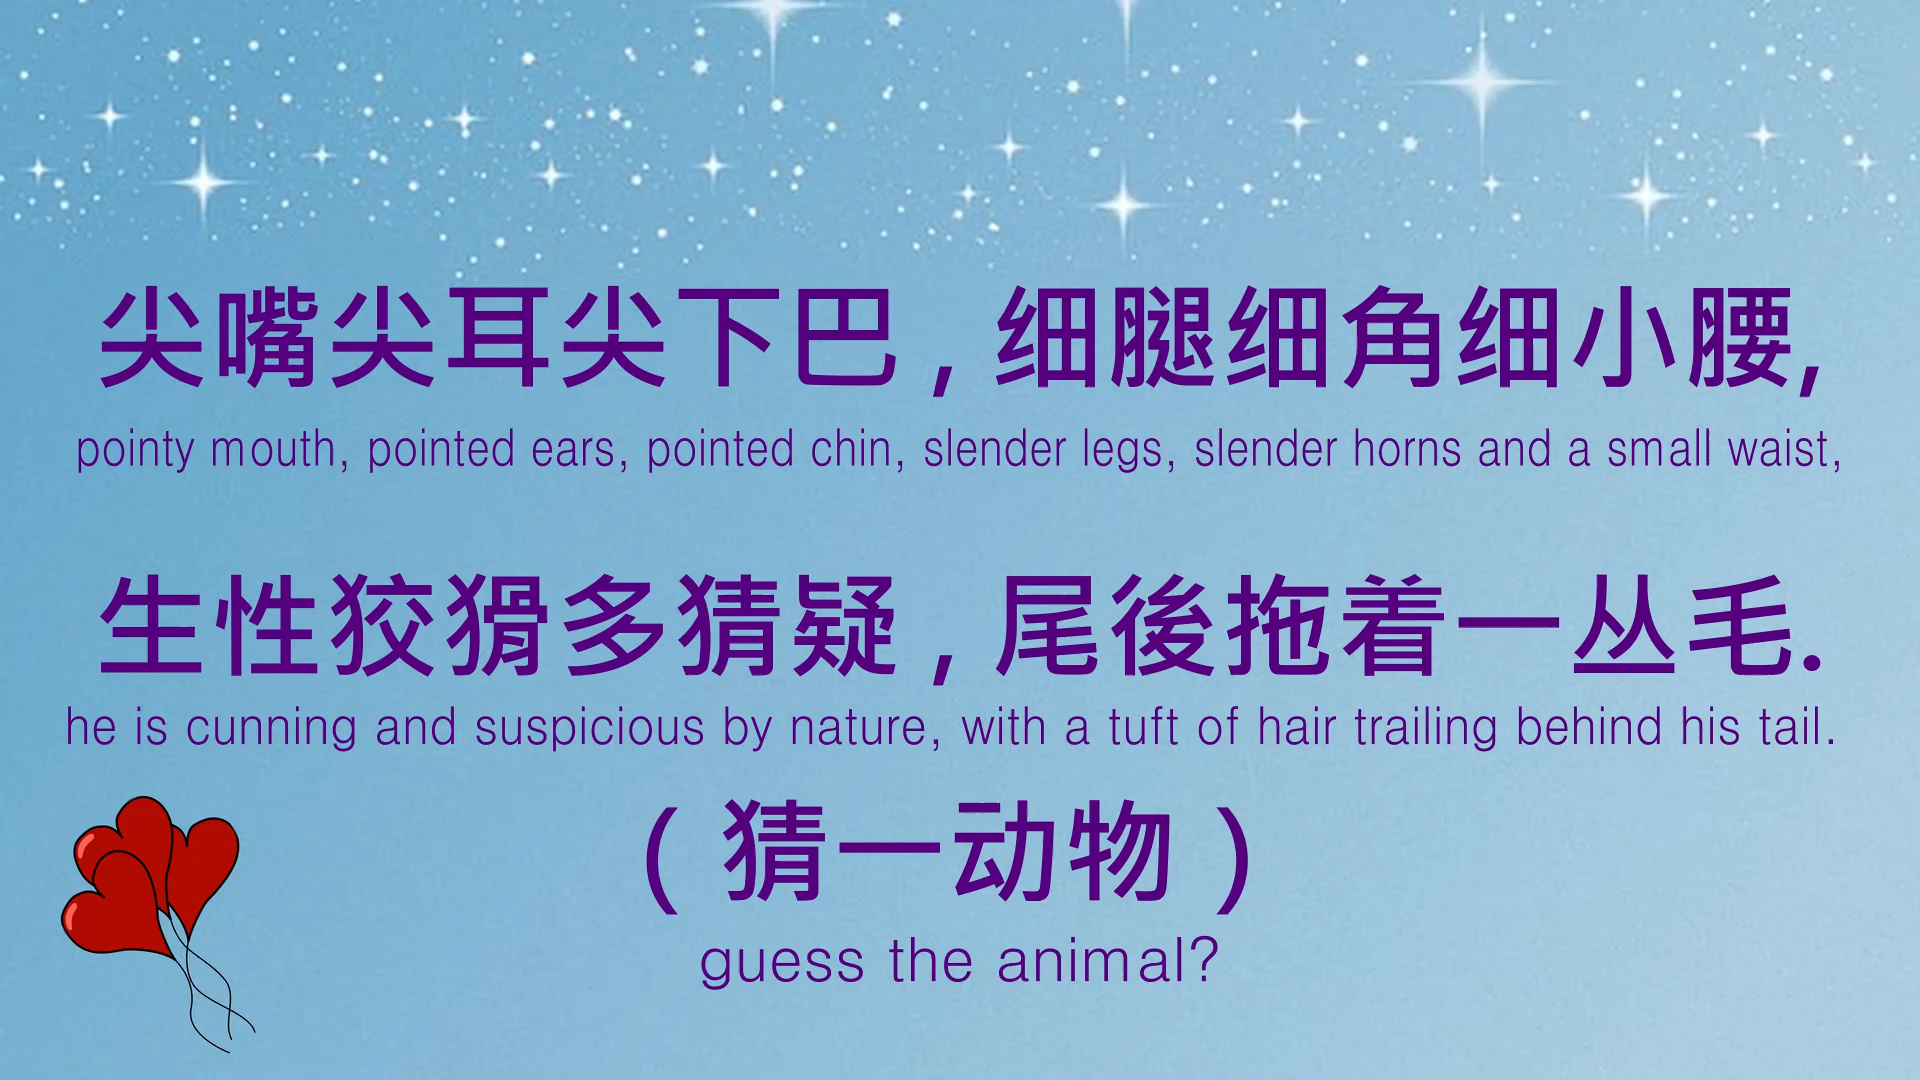 尖嘴尖耳尖下巴，细腿细角细小腰,
pointy mouth, pointed ears, pointed chin, slender legs, slender horns and a small waist,
生性狡猾多猜疑，尾後拖着一丛毛.
he is cunning and suspicious by nature, with a tuft of hair trailing behind his tail.
（猜一动物）
guess the animal?